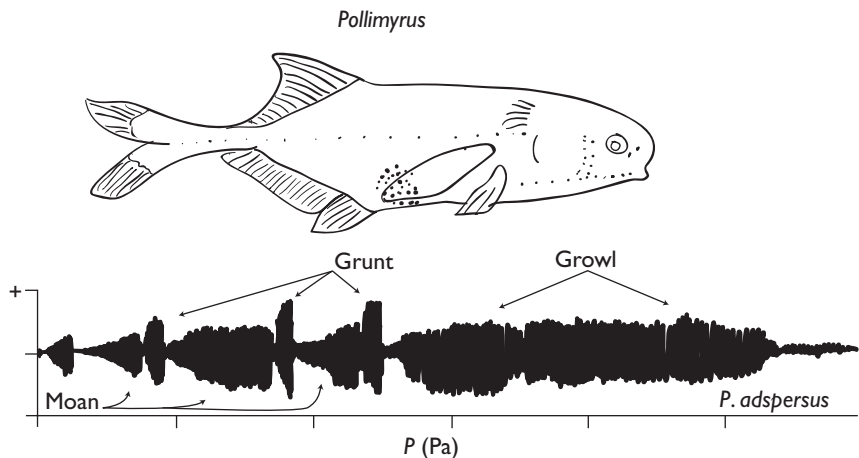 Pollimyrus
Grunt
Growl
+
Moan
P. adspersus
P (Pa)